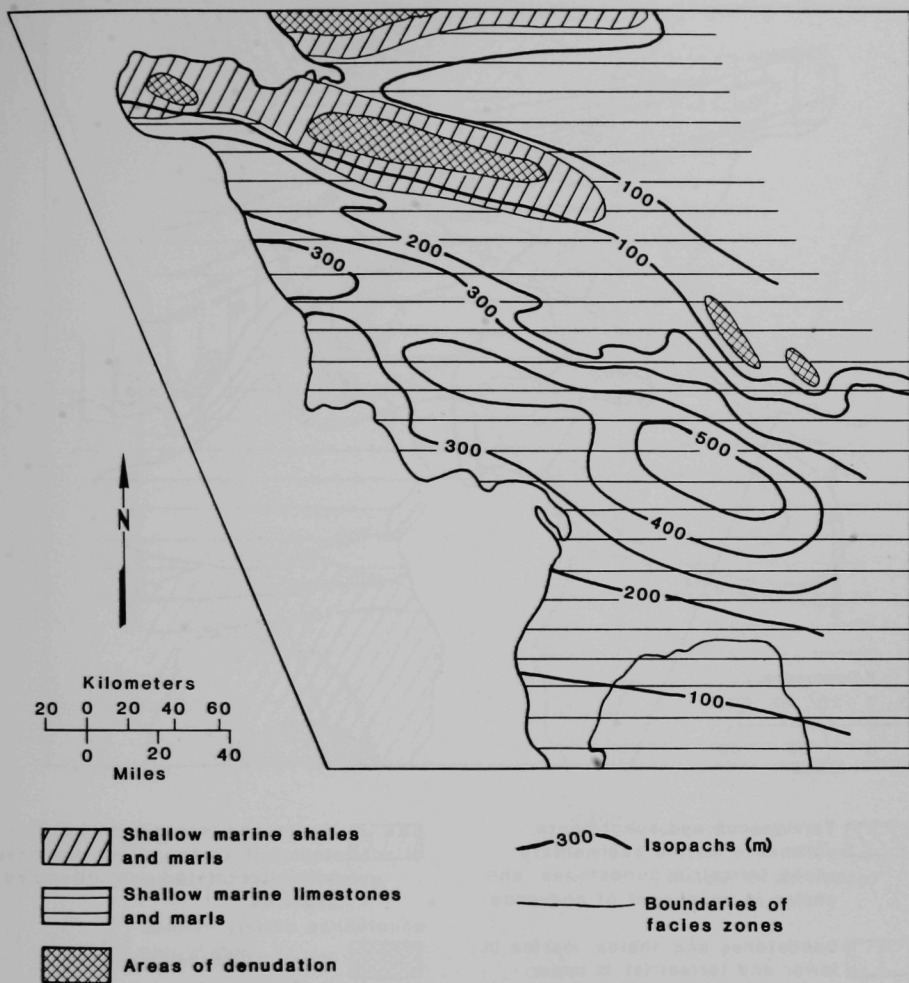 100
200
100
300
300
500
300
400
200
N
100
Kilometers
20 0 20 40 60
0 20 40
Miles
Shallow marine shales
and marls
Shallow marine limestones
and marls
Areas of denudation
300 Isopachs (m)
Boundaries of
facies zones